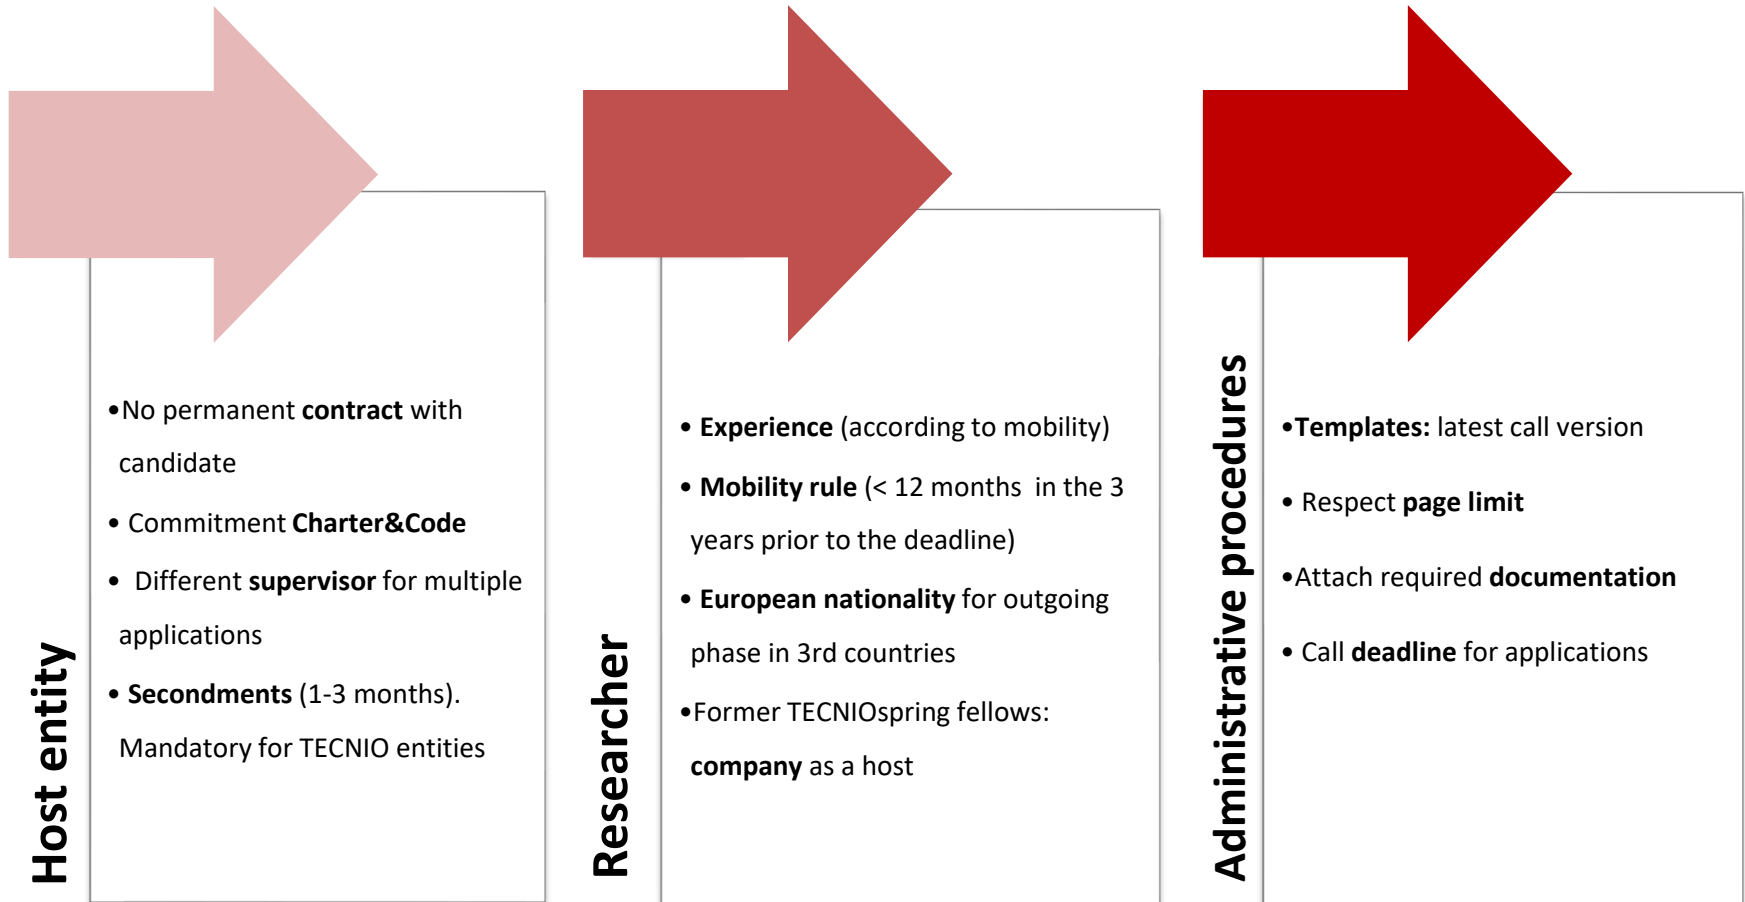 Host entity
•No permanent contract with
candidate
• Commitment Charter&Code
• Different supervisor for multiple
applications
• Secondments (1-3 months).
Mandatory for TECNIO entities
Researcher
• Experience (according to mobility)
• Mobility rule (< 12 months in the 3
years prior to the deadline)
• European nationality for outgoing
phase in 3rd countries
•Former TECNIOspring fellows:
company as a host
Administrative procedures
•Templates: latest call version
• Respect page limit
•Attach required documentation
• Call deadline for applications